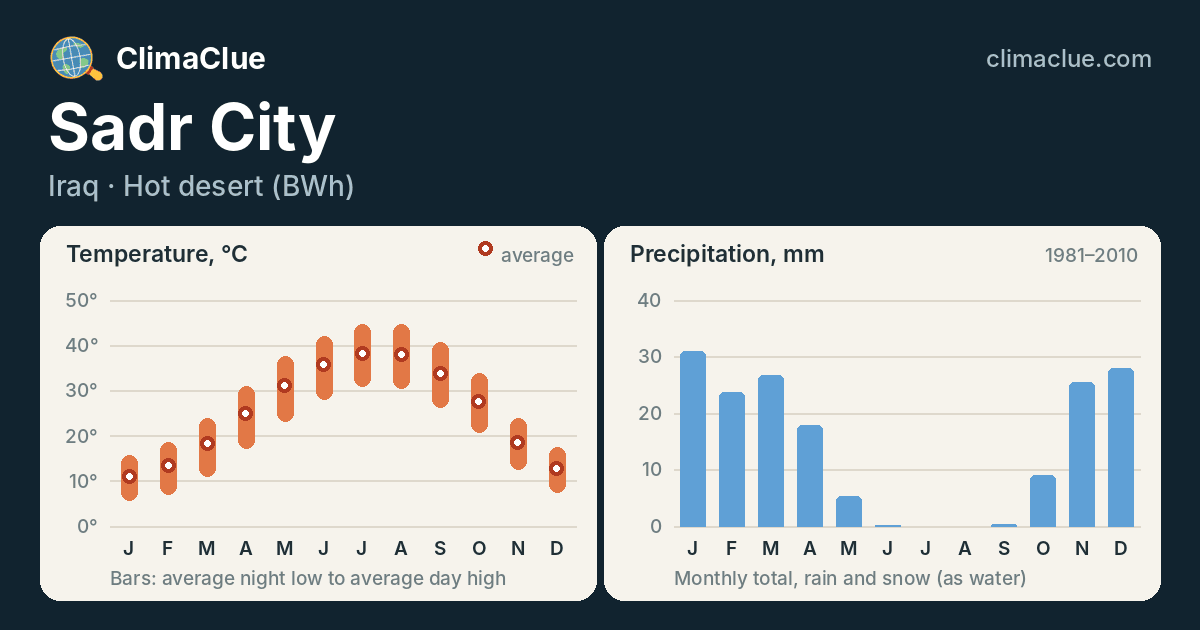 ClimaClue
climaclue.com
Sadr City
Iraq · Hot desert (BWh)
Temperature, °C
average
50°
40°
30°
20°
10°
0°
J F M A M J J A S O N D
Bars: average night low to average day high
Precipitation, mm
1981–2010
40
30
20
10
0
J F M A M J J A S O N D
Monthly total, rain and snow (as water)